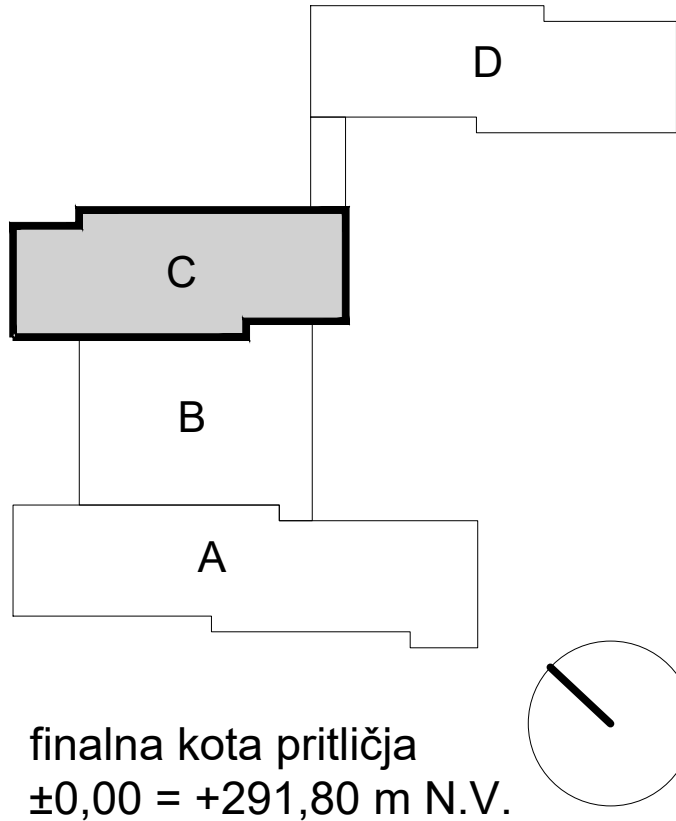 D
C
B
A
finalna kota pritličja
±0,00 = +291,80 m N.V.